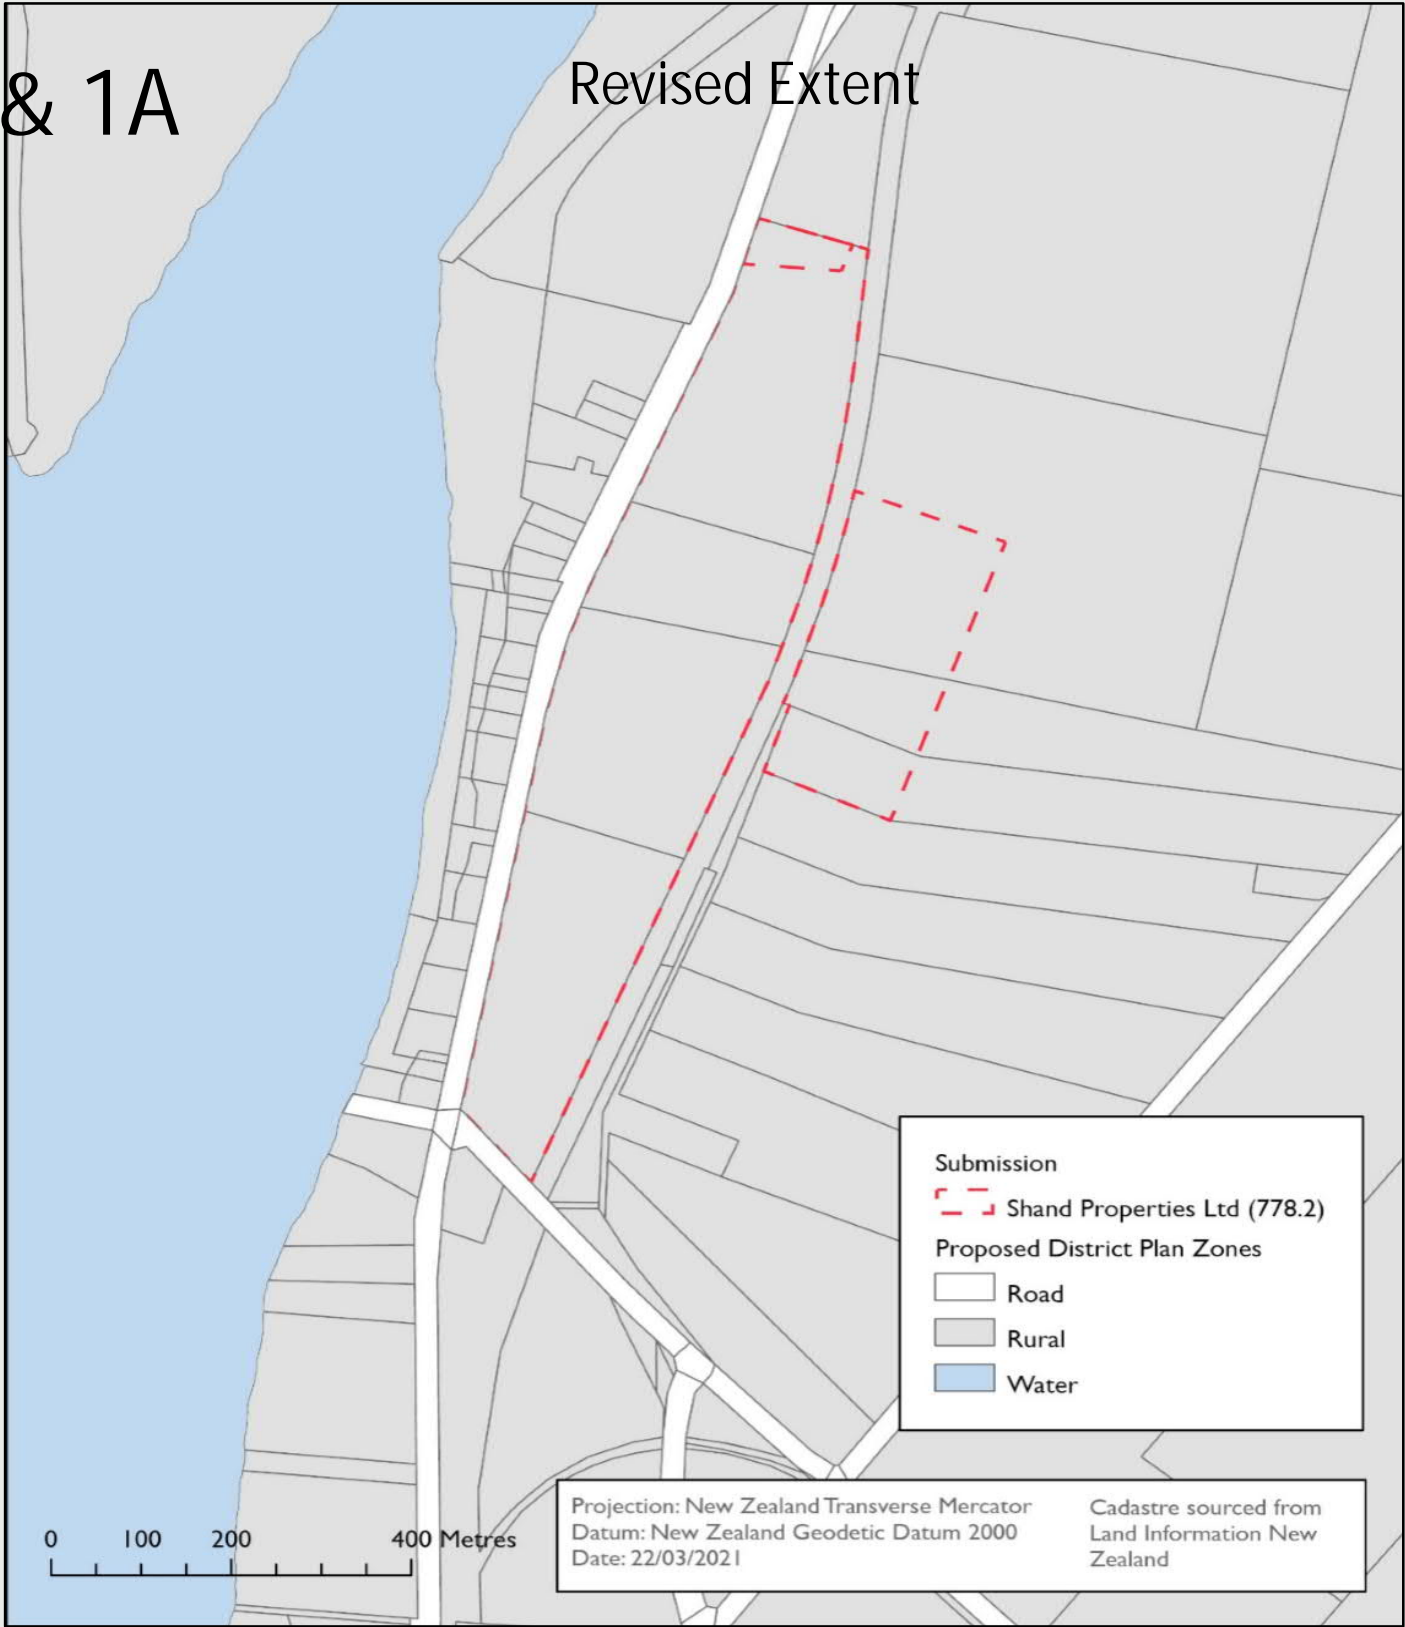 & 1A
Revised Extent
Submission
Shand Properties Ltd (778.2)
Proposed District Plan Zones
Road
Rural
Water
0 100 200 400 Metres
Projection: New Zealand Transverse Mercator
Datum: New Zealand Geodetic Datum 2000
Date: 22/03/2021
Cadastre sourced from
Land Information New
Zealand